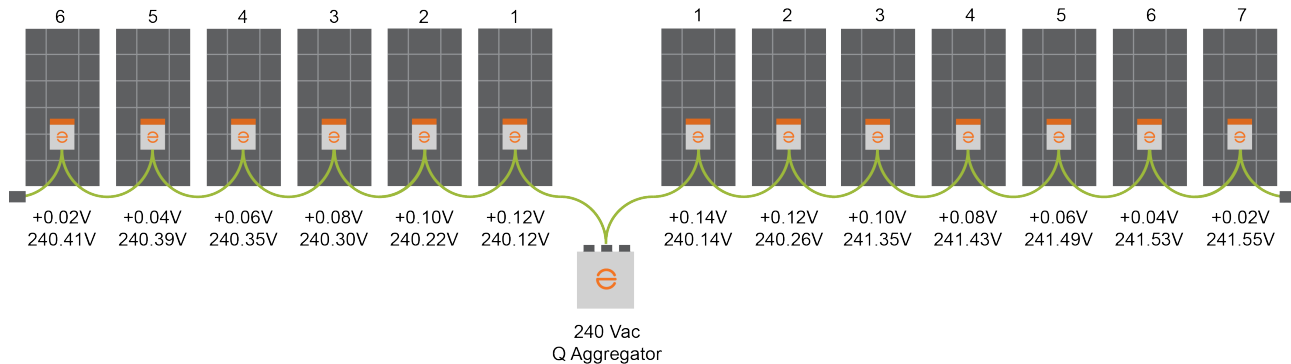 6 5 4 3 2 1 1 2 3 4 5 6 7
+0.02V +0.04V +0.06V +0.08V +0.10V +0.12V +0.14V +0.12V +0.10V +0.08V +0.06V +0.04V +0.02V
240.41V 240.39V 240.35V 240.30V 240.22V 240.12V 240.14V 240.26V 241.35V 241.43V 241.49V 241.53V 241.55V
240 Vac
Q Aggregator